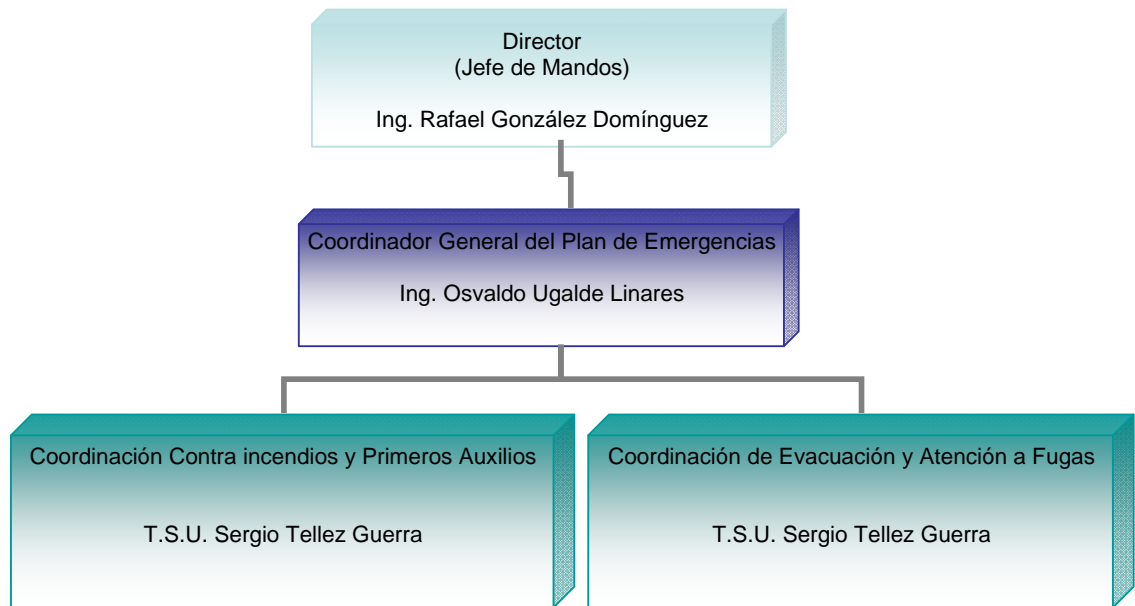 Director
(Jefe de Mandos)
Ing. Rafael González Domínguez
Coordinador General del Plan de Emergencias
Ing. Osvaldo Ugalde Linares
Coordinación Contra incendios y Primeros Auxilios
T.S.U. Sergio Tellez Guerra
Coordinación de Evacuación y Atención a Fugas
T.S.U. Sergio Tellez Guerra